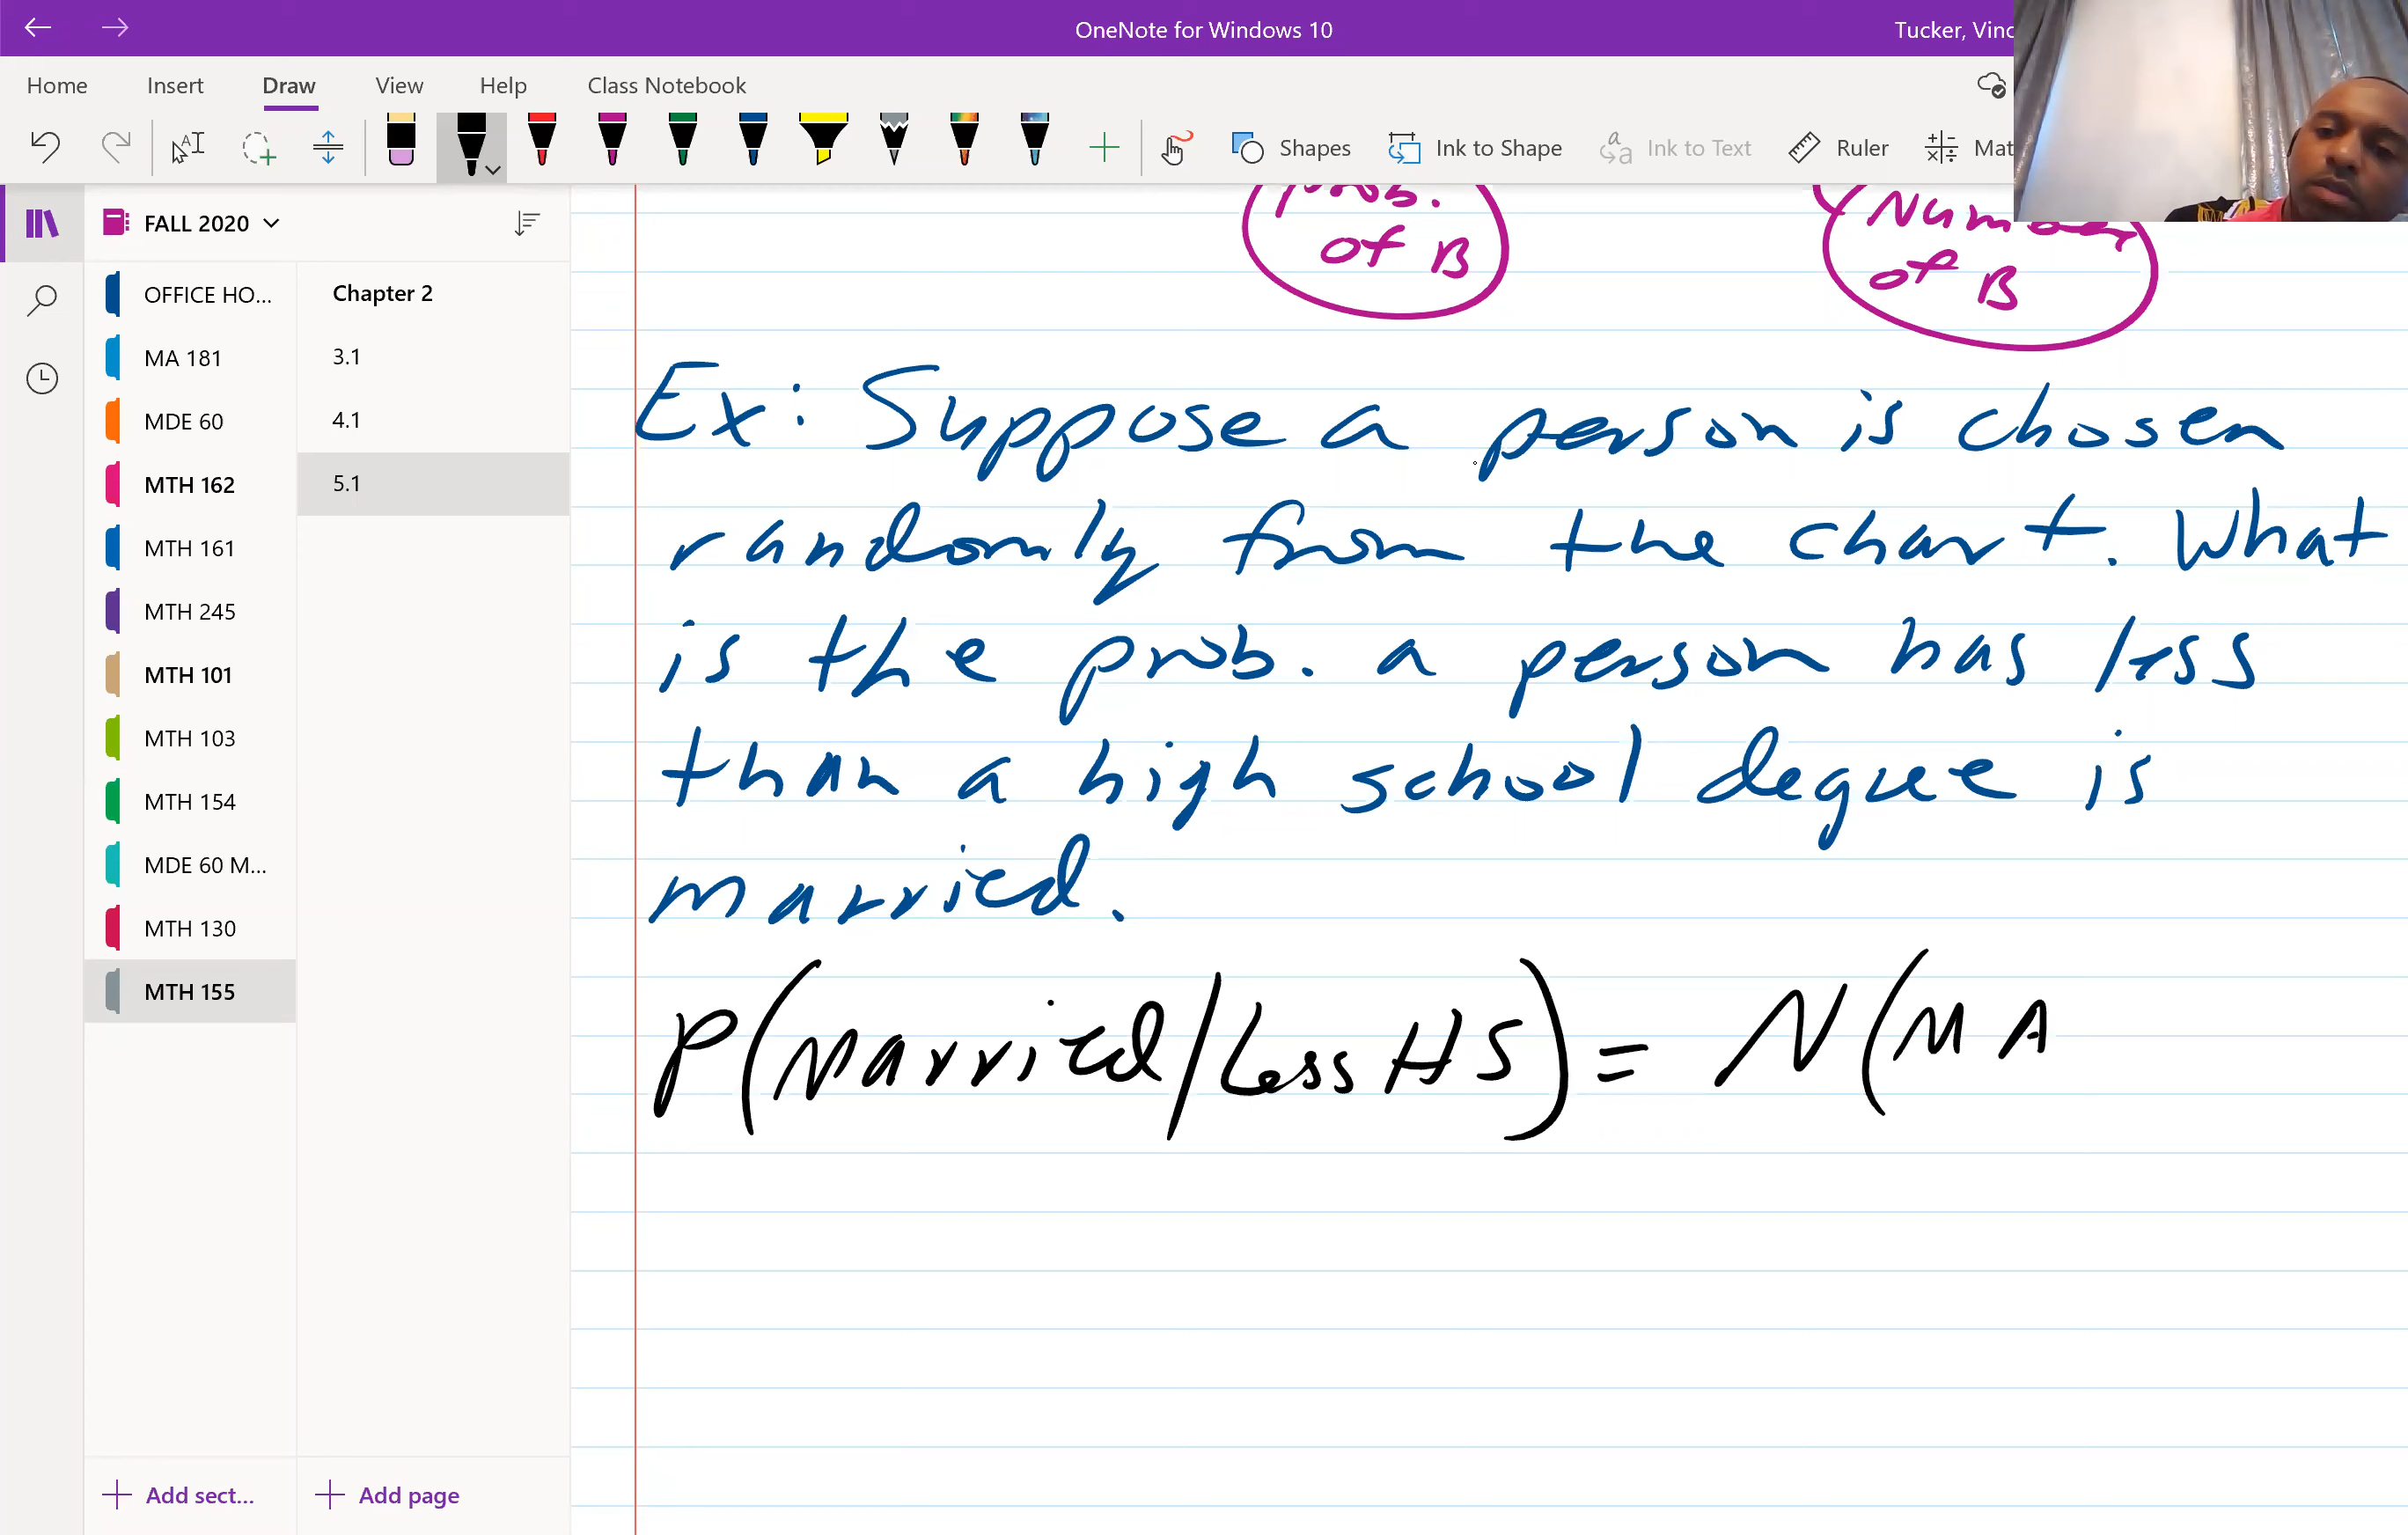 OneNote for Windows 10
Tucker, Vinc
Home Insert Draw View Help Class Notebook
Shapes Ink to Shape Ink to Text Ruler Mat
FALL 2020
OFFICE HO...
MA 181
MDE 60
MTH 162
MTH 161
MTH 245
MTH 101
MTH 103
MTH 154
MDE 60 M...
MTH 130
MTH 155
Add sect...
Chapter 2
3.1
4.1
5.1
Add page
prob.
of B
Number
of B
Ex: Suppose a person is chosen
randomly from the chart. What
is the prob. a person has less
than a high school degree is
married.
P(Married/Less HS) = N(MA